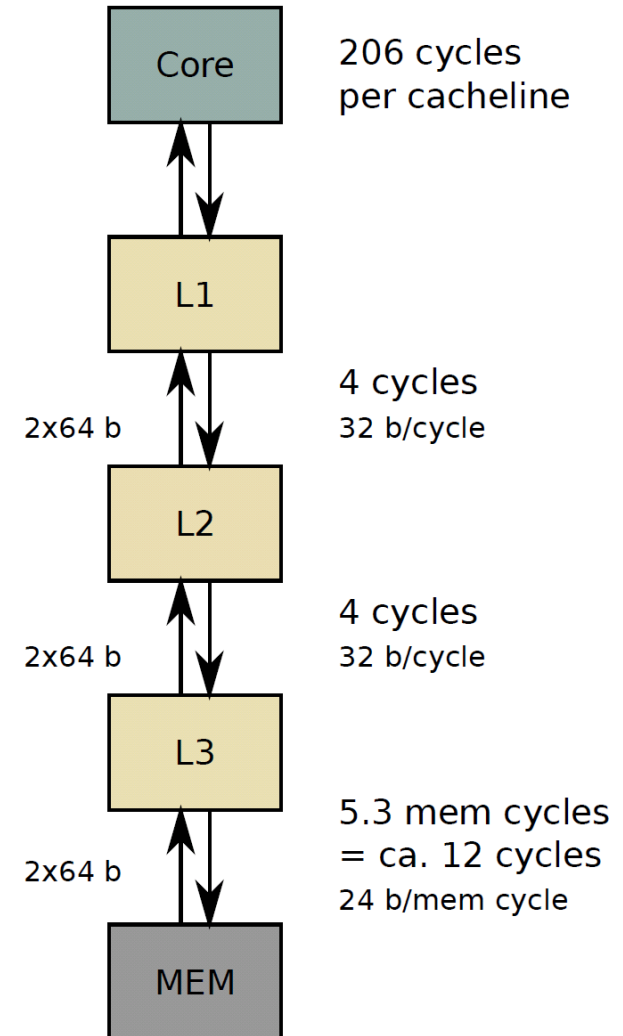 Core
206 cycles
per cacheline
L1
4 cycles
2x64 b
32 b/cycle
L2
4 cycles
2x64 b
32 b/cycle
L3
5.3 mem cycles
= ca. 12 cycles
2x64 b
24 b/mem cycle
MEM